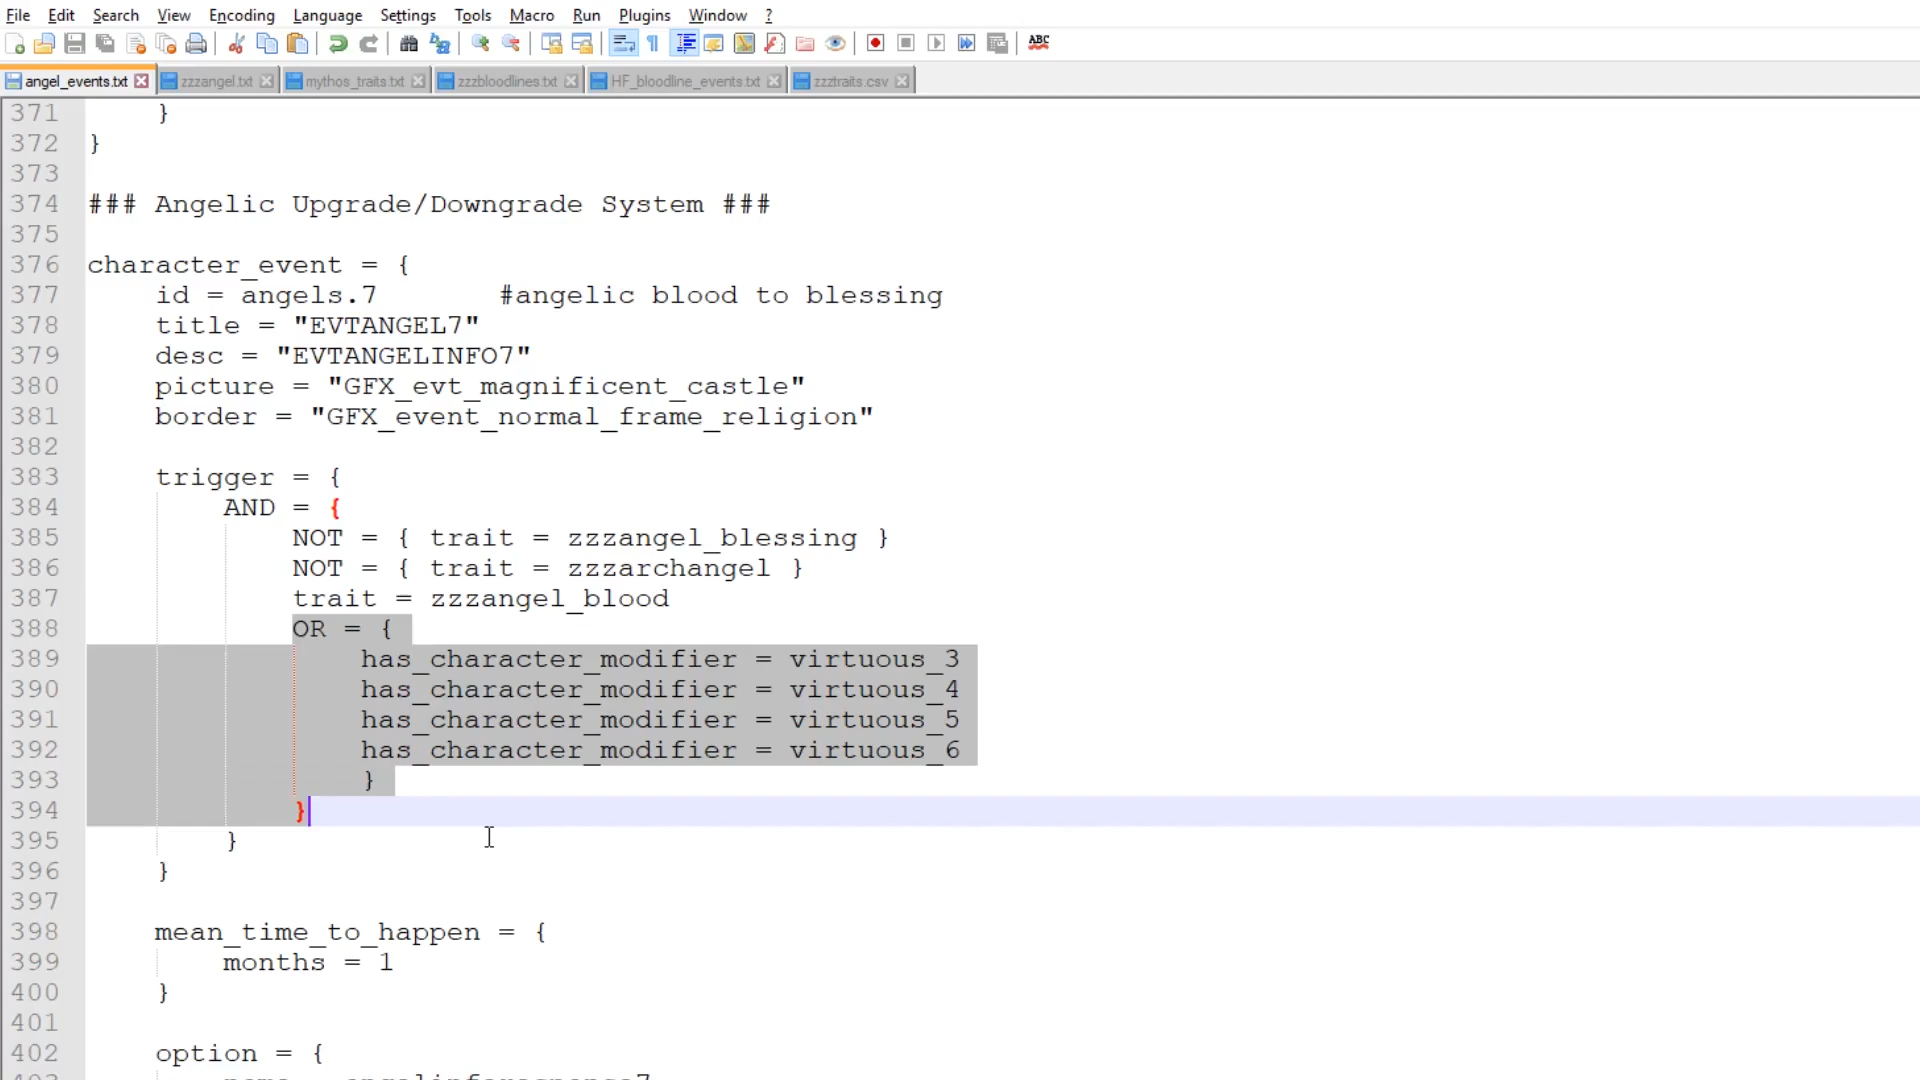 File Edit Search View Encoding Language Settings Tools Macro Run Plugins Window ?
ABC
angel_events.txt zzzangel.txt mythos_traits.txt zzzbloodlines.txt HF_bloodline_events.txt zzztraits.csv
371 }
372 }
373
374 ### Angelic Upgrade/Downgrade System ###
375
376 character_event = {
377 id = angels.7 #angelic blood to blessing
378 title = "EVTANGEL7"
379 desc = "EVTANGELINFO7"
380 picture = "GFX_evt_magnificent_castle"
381 border = "GFX_event_normal_frame_religion"
382
383 trigger = {
384 AND = {
385 NOT = { trait = zzzangel_blessing }
386 NOT = { trait = zzzarchangel }
387 trait = zzzangel_blood
388 OR = {
389 has_character_modifier = virtuous_3
390 has_character_modifier = virtuous_4
391 has_character_modifier = virtuous_5
392 has_character_modifier = virtuous_6
393 }
394 }
395 }
396 }
397
398 mean_time_to_happen = {
399 months = 1
400 }
401
402 option = {